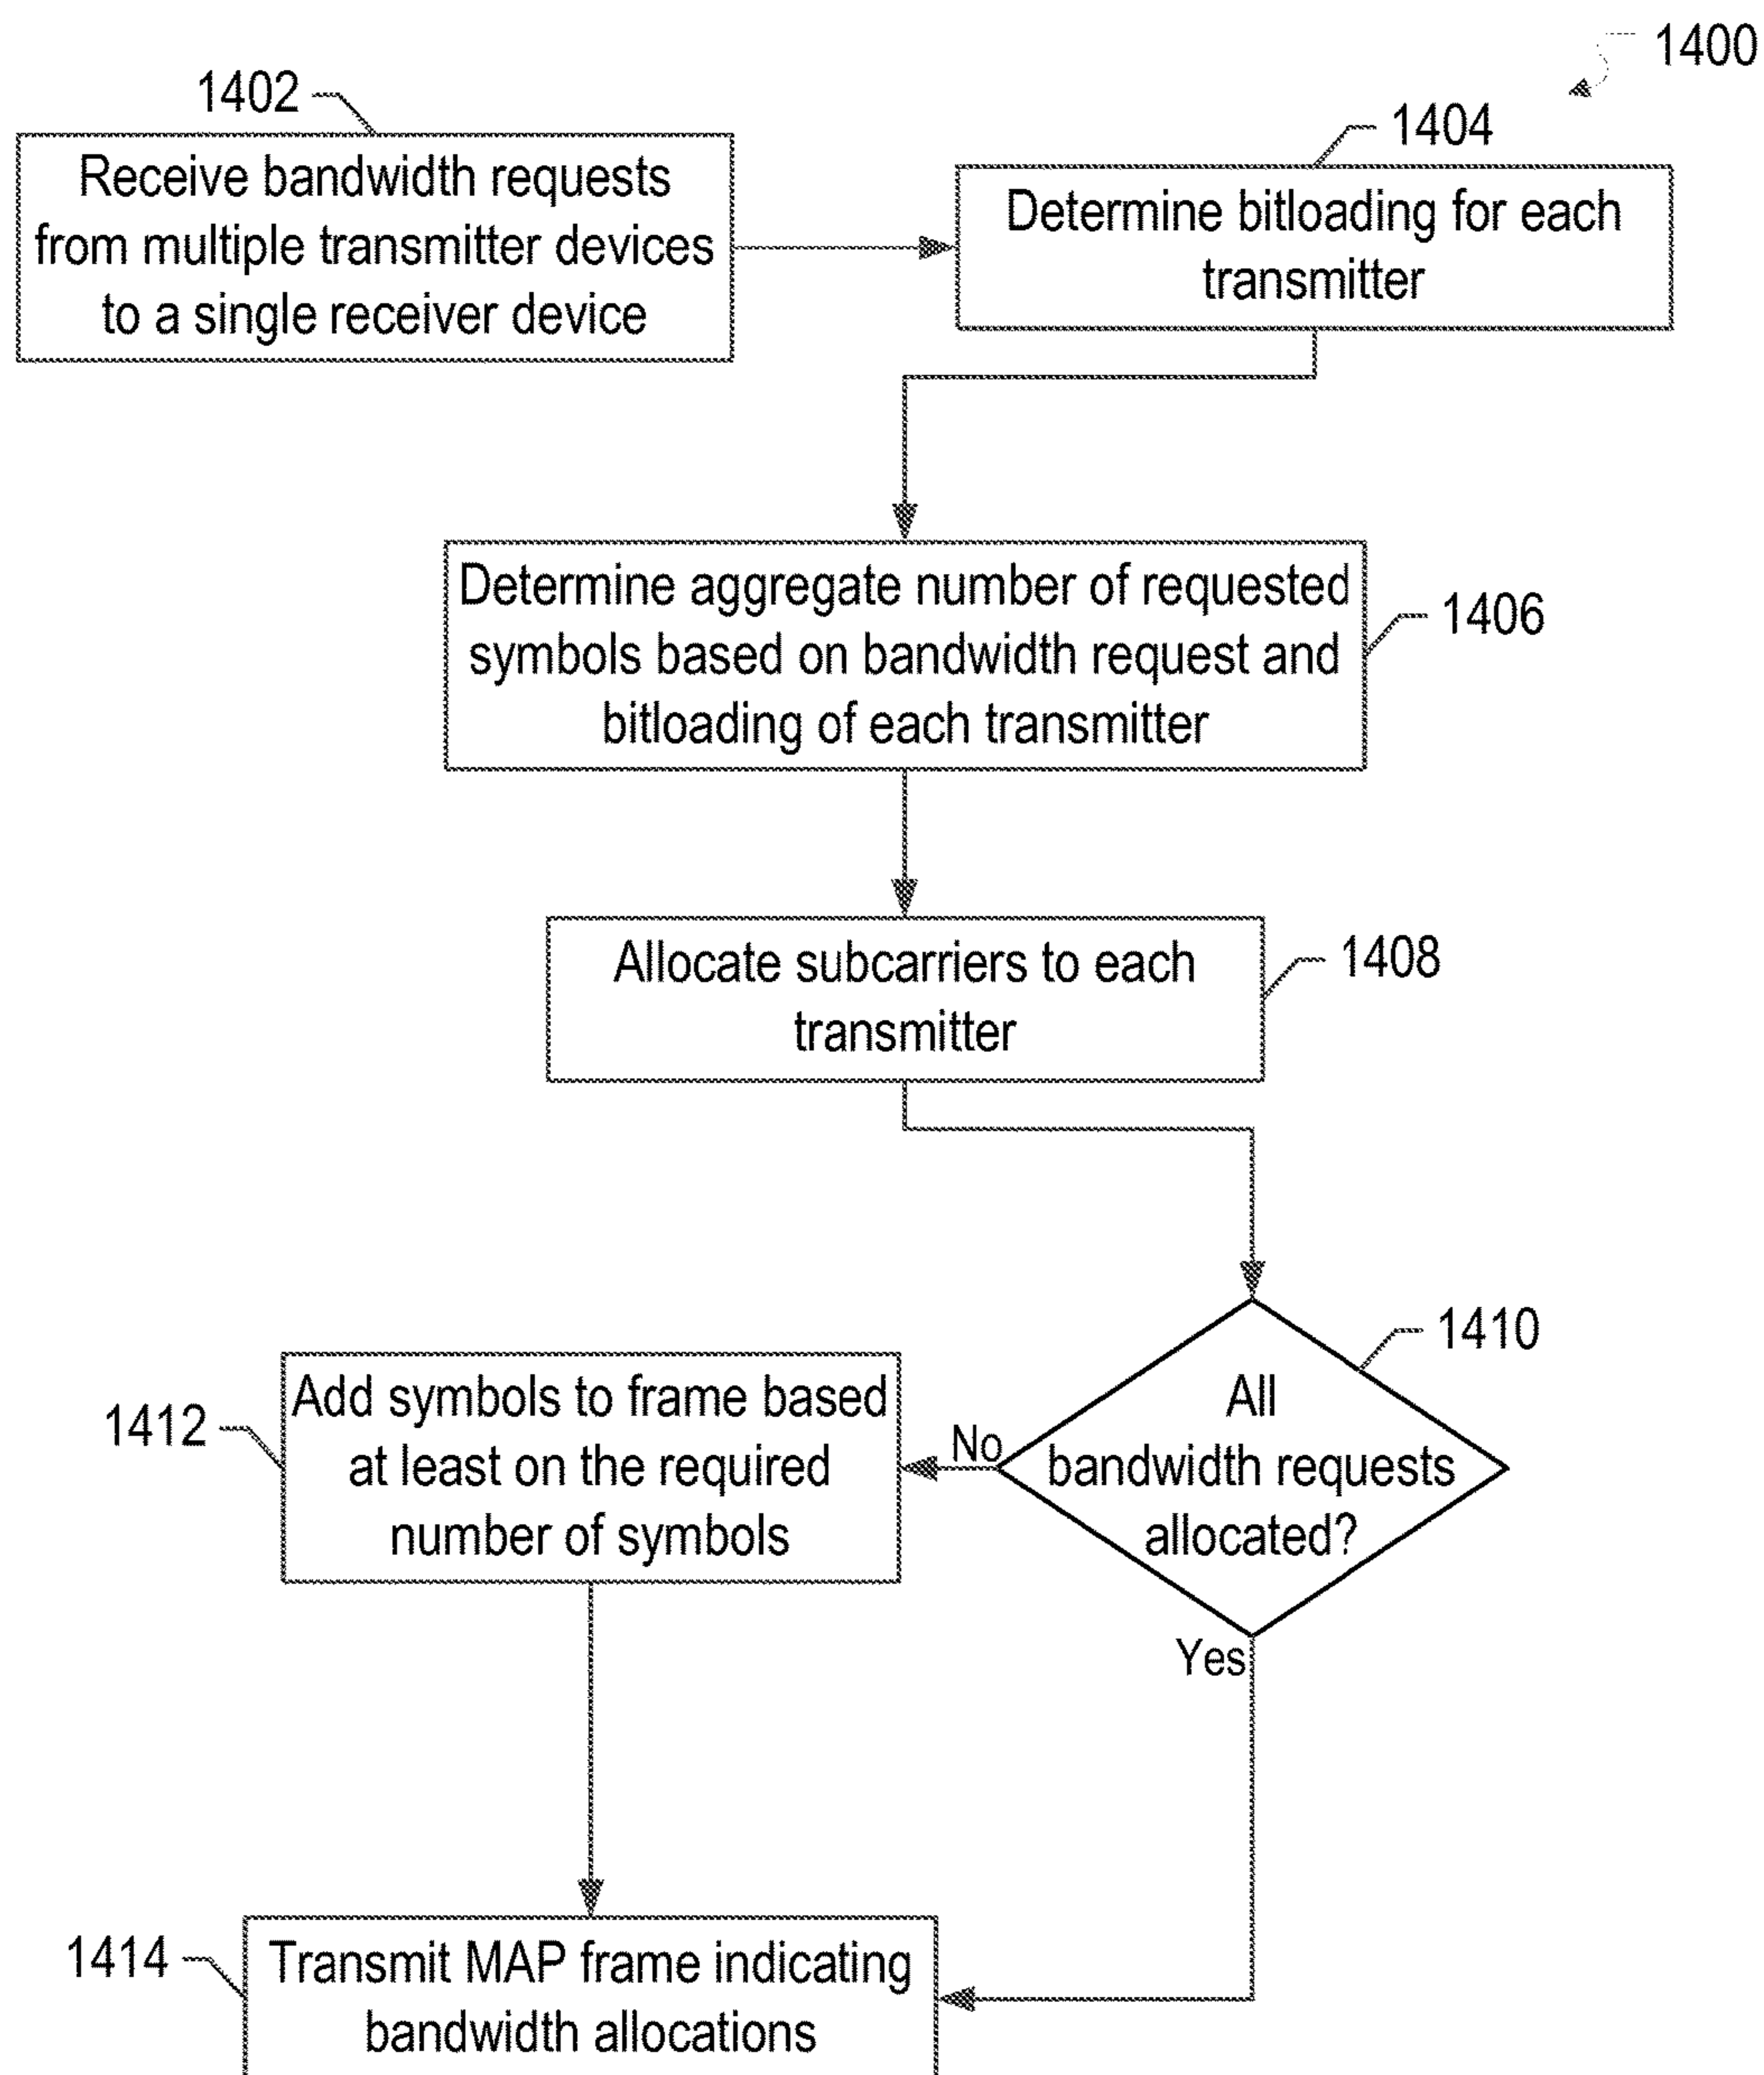 1400
1402
Receive bandwidth requests
from multiple transmitter devices
to a single receiver device
1404
Determine bitloading for each
transmitter
Determine aggregate number of requested
symbols based on bandwidth request and
bitloading of each transmitter
1406
Allocate subcarriers to each
transmitter
1408
1410
All
bandwidth requests
allocated?
No
Yes
1412
Add symbols to frame based
at least on the required
number of symbols
1414
Transmit MAP frame indicating
bandwidth allocations